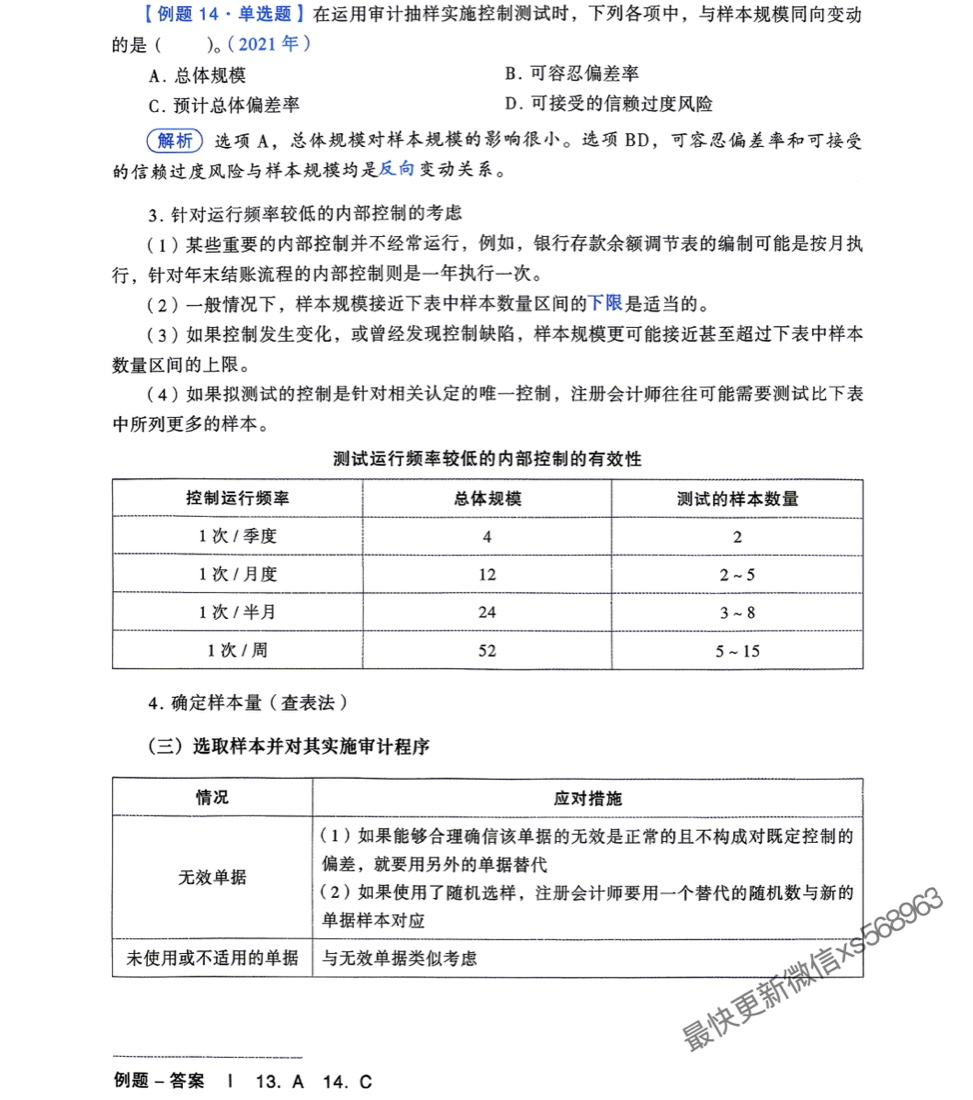 【例题 14·单选题】在运用审计抽样实施控制测试时，下列各项中，与样本规模同向变动
的是（　　）。（2021 年）
A. 总体规模　B. 可容忍偏差率
C. 预计总体偏差率　D. 可接受的信赖过度风险
解析 选项 A，总体规模对样本规模的影响很小。选项 BD，可容忍偏差率和可接受
的信赖过度风险与样本规模均是反向变动关系。
3. 针对运行频率较低的内部控制的考虑
（1）某些重要的内部控制并不经常运行，例如，银行存款余额调节表的编制可能是按月执
行，针对年末结账流程的内部控制则是一年执行一次。
（2）一般情况下，样本规模接近下表中样本数量区间的下限是适当的。
（3）如果控制发生变化，或曾经发现控制缺陷，样本规模更可能接近甚至超过下表中样本
数量区间的上限。
（4）如果拟测试的控制是针对相关认定的唯一控制，注册会计师往往可能需要测试比下表
中所列更多的样本。
测试运行频率较低的内部控制的有效性
控制运行频率　总体规模　测试的样本数量
1 次 / 季度　4　2
1 次 / 月度　12　2 ~ 5
1 次 / 半月　24　3 ~ 8
1 次 / 周　52　5 ~ 15
4. 确定样本量（查表法）
（三）选取样本并对其实施审计程序
情况　应对措施
无效单据
（1）如果能够合理确信该单据的无效是正常的且不构成对既定控制的
偏差，就要用另外的单据替代
（2）如果使用了随机选样，注册会计师要用一个替代的随机数与新的
单据样本对应
未使用或不适用的单据　与无效单据类似考虑
最快更新微信xs568963
例题 – 答案 | 13. A 14. C